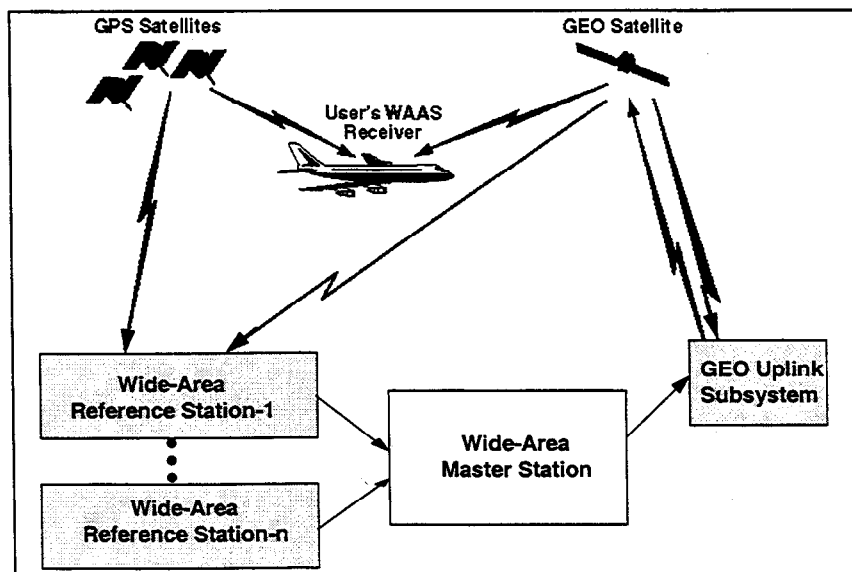 GPS Satellites
GEO Satellite
User's WAAS
Receiver
Wide-Area
Reference Station-1
GEO Uplink
Subsystem
Wide-Area
Master Station
Wide-Area
Reference Station-n